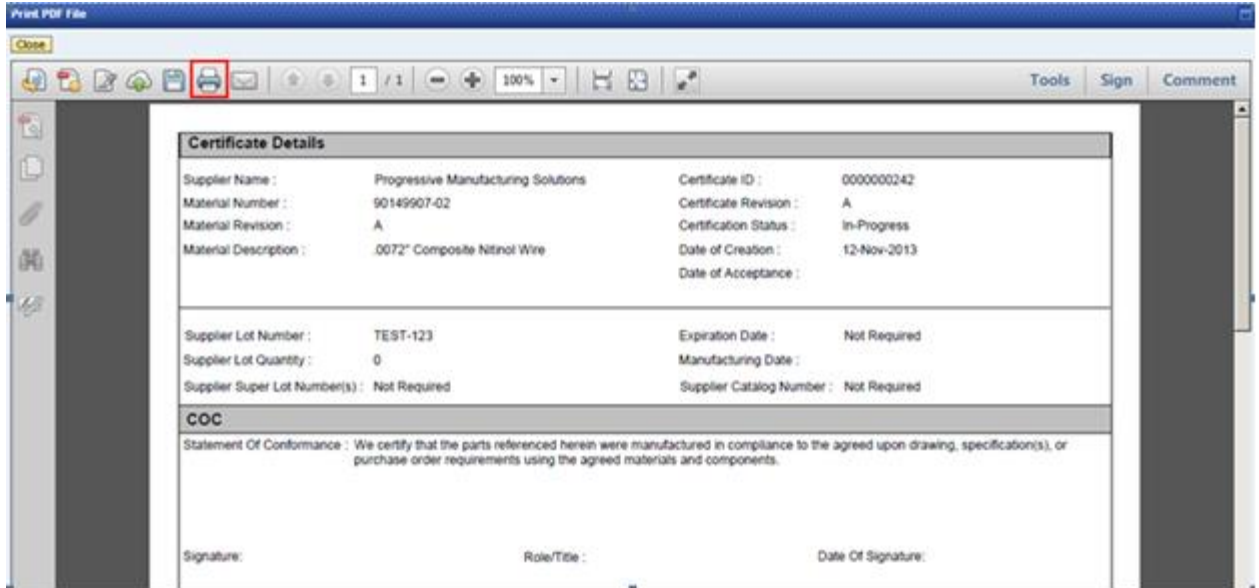 Print PDF File
Close
1 / 1 100% Tools Sign Comment
Certificate Details
Supplier Name : Progressive Manufacturing Solutions Certificate ID : 0000000242
Material Number : 90149907-02 Certificate Revision : A
Material Revision : A Certification Status : In-Progress
Material Description : .0072" Composite Nitinol Wire Date of Creation : 12-Nov-2013
Date of Acceptance :
Supplier Lot Number : TEST-123 Expiration Date : Not Required
Supplier Lot Quantity : 0 Manufacturing Date :
Supplier Super Lot Number(s) : Not Required Supplier Catalog Number : Not Required
COC
Statement Of Conformance : We certify that the parts referenced herein were manufactured in compliance to the agreed upon drawing, specification(s), or
purchase order requirements using the agreed materials and components.
Signature: Role/Title : Date Of Signature: